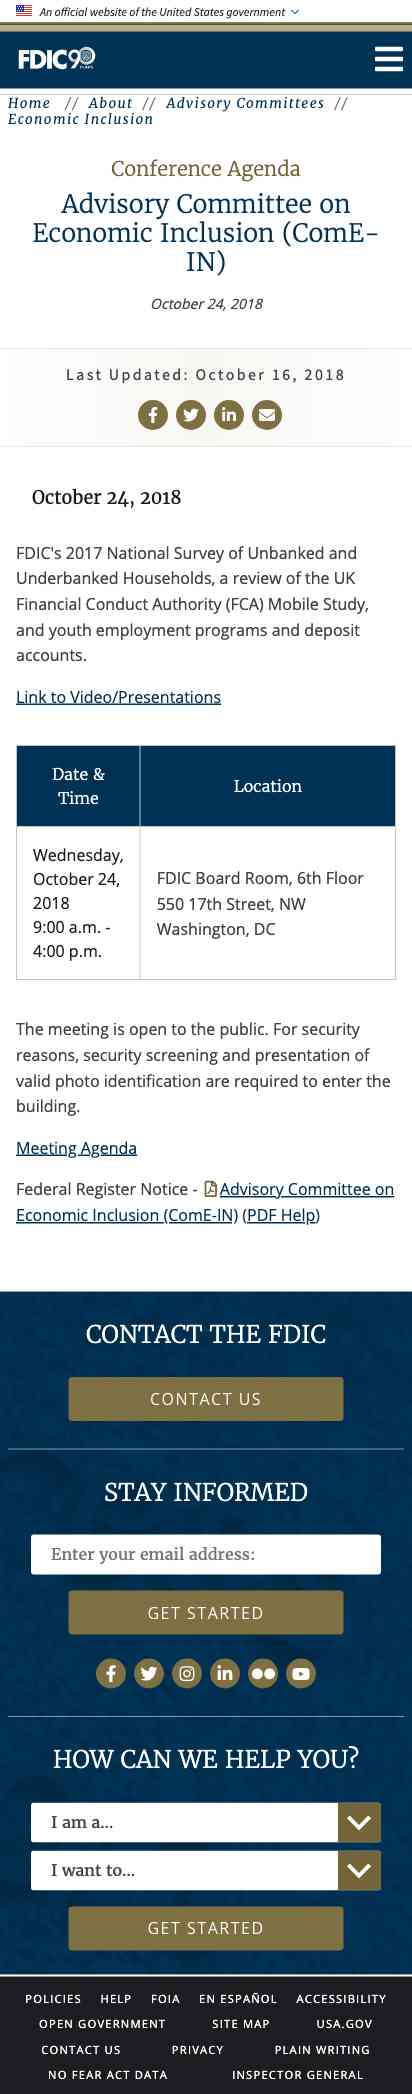 An official website of the United States government
FDIC90
Home // About // Advisory Committees //
Economic Inclusion
Conference Agenda
Advisory Committee on
Economic Inclusion (ComE-
IN)
October 24, 2018
Last Updated: October 16, 2018
October 24, 2018
FDIC's 2017 National Survey of Unbanked and
Underbanked Households, a review of the UK
Financial Conduct Authority (FCA) Mobile Study,
and youth employment programs and deposit
accounts.
Link to Video/Presentations
Date &
Time
Location
Wednesday,
October 24,
2018
9:00 a.m. -
4:00 p.m.
FDIC Board Room, 6th Floor
550 17th Street, NW
Washington, DC
The meeting is open to the public. For security
reasons, security screening and presentation of
valid photo identification are required to enter the
building.
Meeting Agenda
Federal Register Notice - Advisory Committee on
Economic Inclusion (ComE-IN) (PDF Help)
CONTACT THE FDIC
CONTACT US
STAY INFORMED
Enter your email address:
GET STARTED
HOW CAN WE HELP YOU?
I am a...
I want to...
GET STARTED
POLICIES HELP FOIA EN ESPAÑOL ACCESSIBILITY
OPEN GOVERNMENT SITE MAP USA.GOV
CONTACT US PRIVACY PLAIN WRITING
NO FEAR ACT DATA INSPECTOR GENERAL